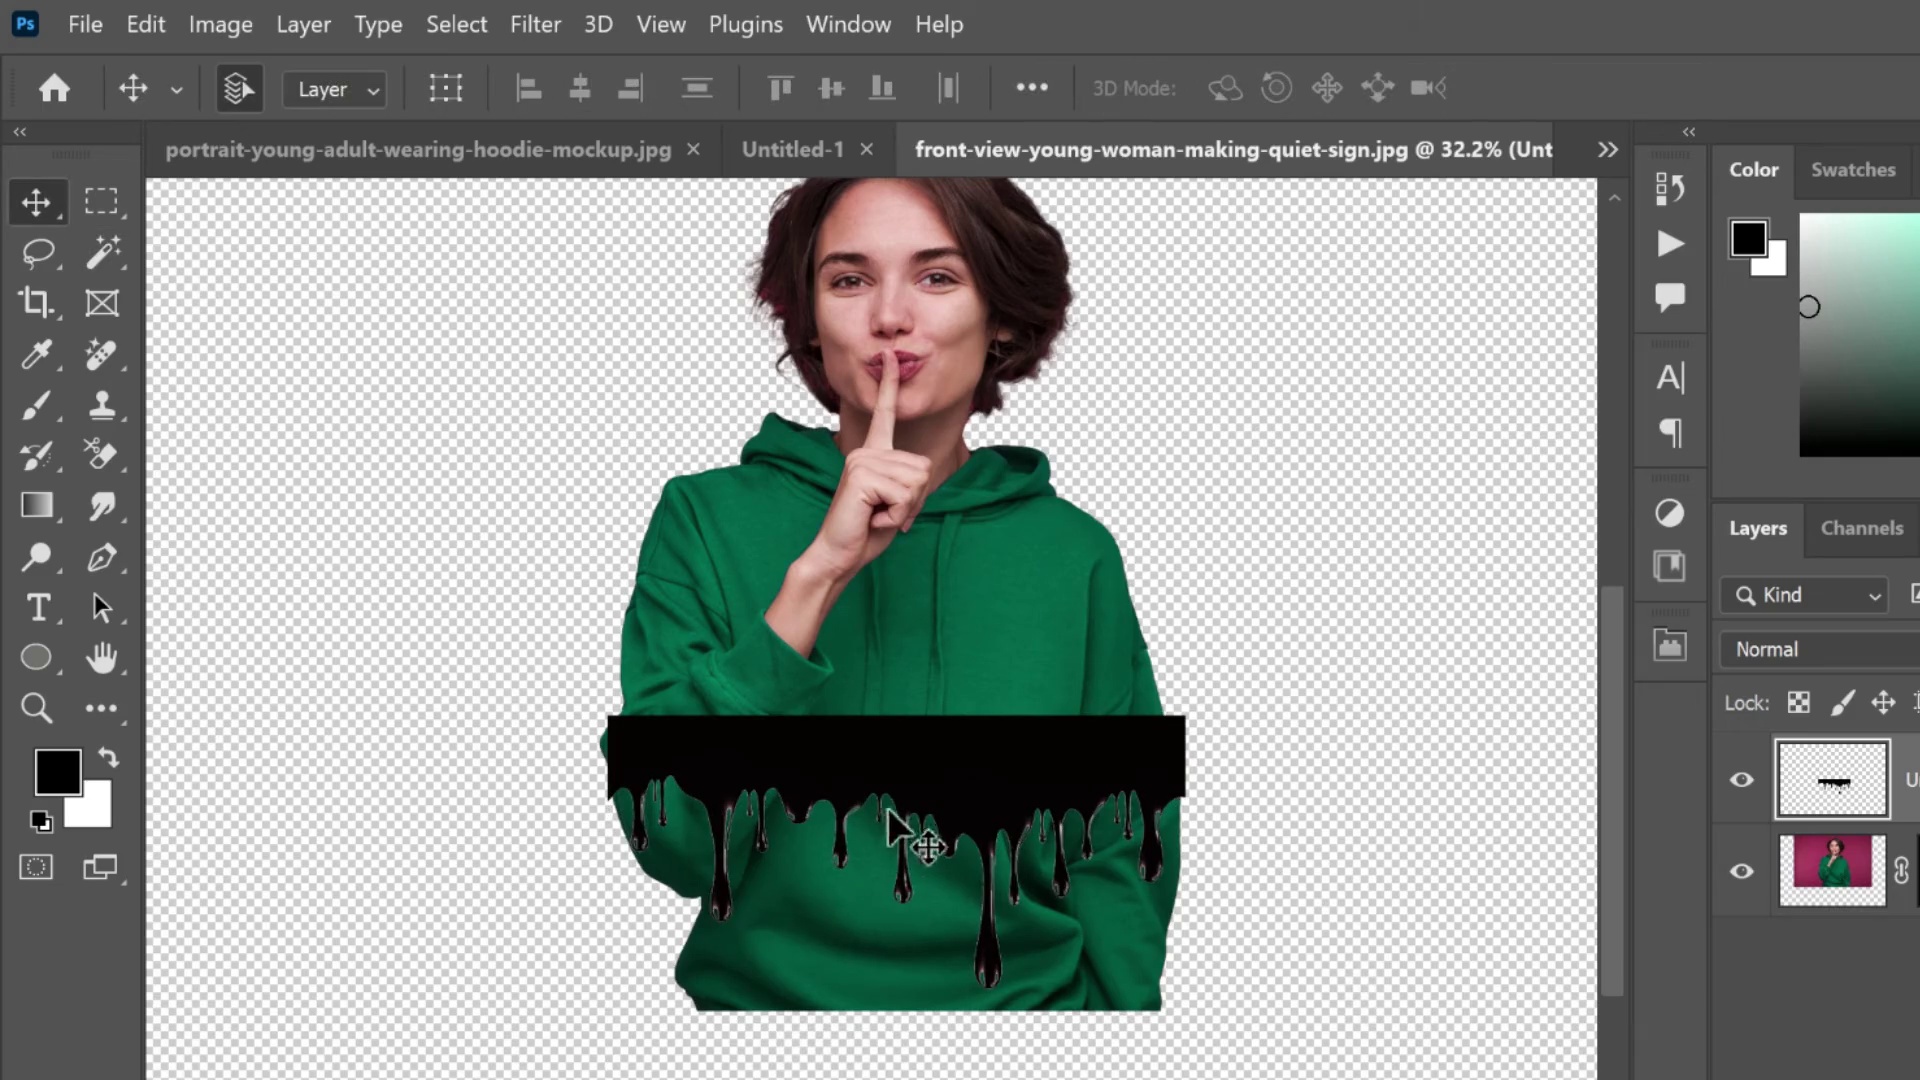 Ps File Edit Image Layer Type Select Filter 3D View Plugins Window Help
Layer 3D Mode:
portrait-young-adult-wearing-hoodie-mockup.jpg Untitled-1 front-view-young-woman-making-quiet-sign.jpg @ 32.2% (Unt
Color Swatches
Layers Channels
Kind
Normal
Lock: